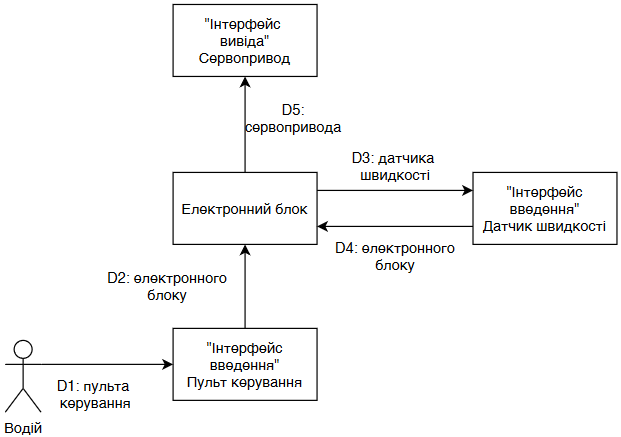 "Інтерфейс
вивіда"
Сервопривод
D5:
сервопривода
D3: датчика
швидкості
Електронний блок
"Інтерфейс
введення"
Датчик швидкості
D4: електронного
блоку
D2: електронного
блоку
"Інтерфейс
введення"
Пульт керування
D1: пульта
керування
Водій